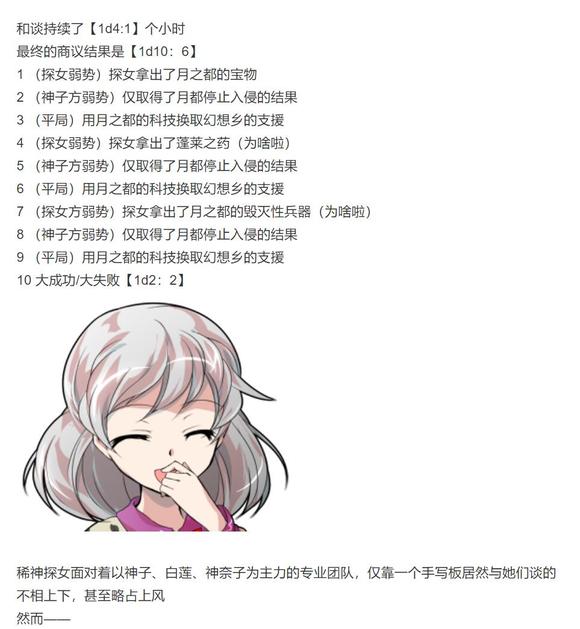 和谈持续了【1d4:1】个小时
最终的商议结果是【1d10：6】
1 （探女弱势）探女拿出了月之都的宝物
2 （神子方弱势）仅取得了月都停止入侵的结果
3 （平局）用月之都的科技换取幻想乡的支援
4 （探女弱势）探女拿出了蓬莱之药（为啥啦）
5 （神子方弱势）仅取得了月都停止入侵的结果
6 （平局）用月之都的科技换取幻想乡的支援
7 （探女方弱势）探女拿出了月之都的毁灭性兵器（为啥啦）
8 （神子方弱势）仅取得了月都停止入侵的结果
9 （平局）用月之都的科技换取幻想乡的支援
10 大成功/大失败【1d2：2】
稀神探女面对着以神子、白莲、神奈子为主力的专业团队，仅靠一个手写板居然与她们谈的
不相上下，甚至略占上风
然而——